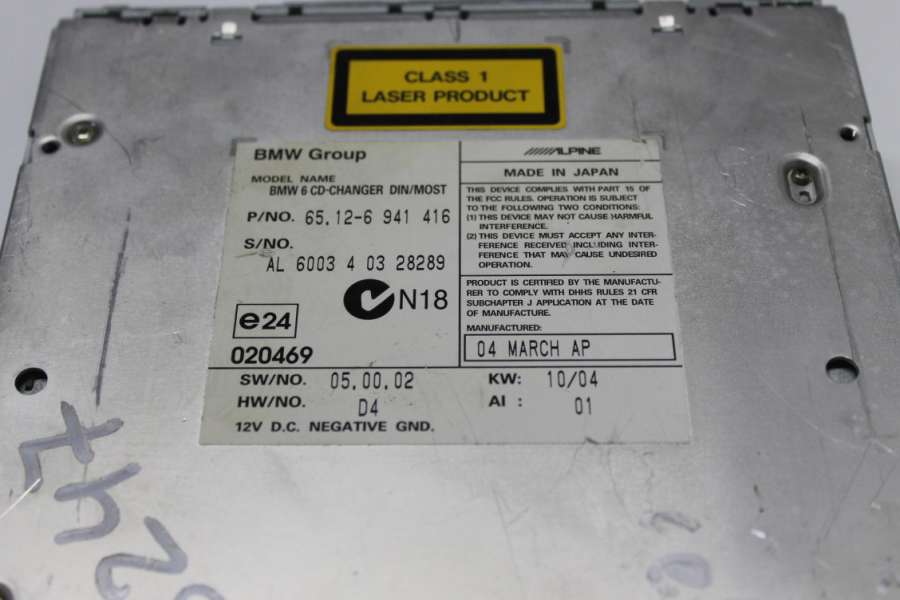 CLASS 1
LASER PRODUCT
BMW Group
MODEL NAME
BMW 6 CD-CHANGER DIN/MOST
P/NO. 65.12-6 941 416
S/NO.
AL 6003 4 03 28289
N18
e24
020469
ALPINE
MADE IN JAPAN
THIS DEVICE COMPLIES WITH PART 15 OF
THE FCC RULES. OPERATION IS SUBJECT
TO THE FOLLOWING TWO CONDITIONS:
(1) THIS DEVICE MAY NOT CAUSE HARMFUL
INTERFERENCE.
(2) THIS DEVICE MUST ACCEPT ANY INTER-
FERENCE RECEIVED, INCLUDING INTER-
FERENCE THAT MAY CAUSE UNDESIRED
OPERATION.
PRODUCT IS CERTIFIED BY THE MANUFACTU-
RER TO COMPLY WITH DHHS RULES 21 CFR
SUBCHAPTER J APPLICATION AT THE DATE
OF MANUFACTURE.
MANUFACTURED:
04 MARCH AP
SW/NO. 05.00.02
KW: 10/04
HW/NO. D4
AI : 01
12V D.C. NEGATIVE GND.